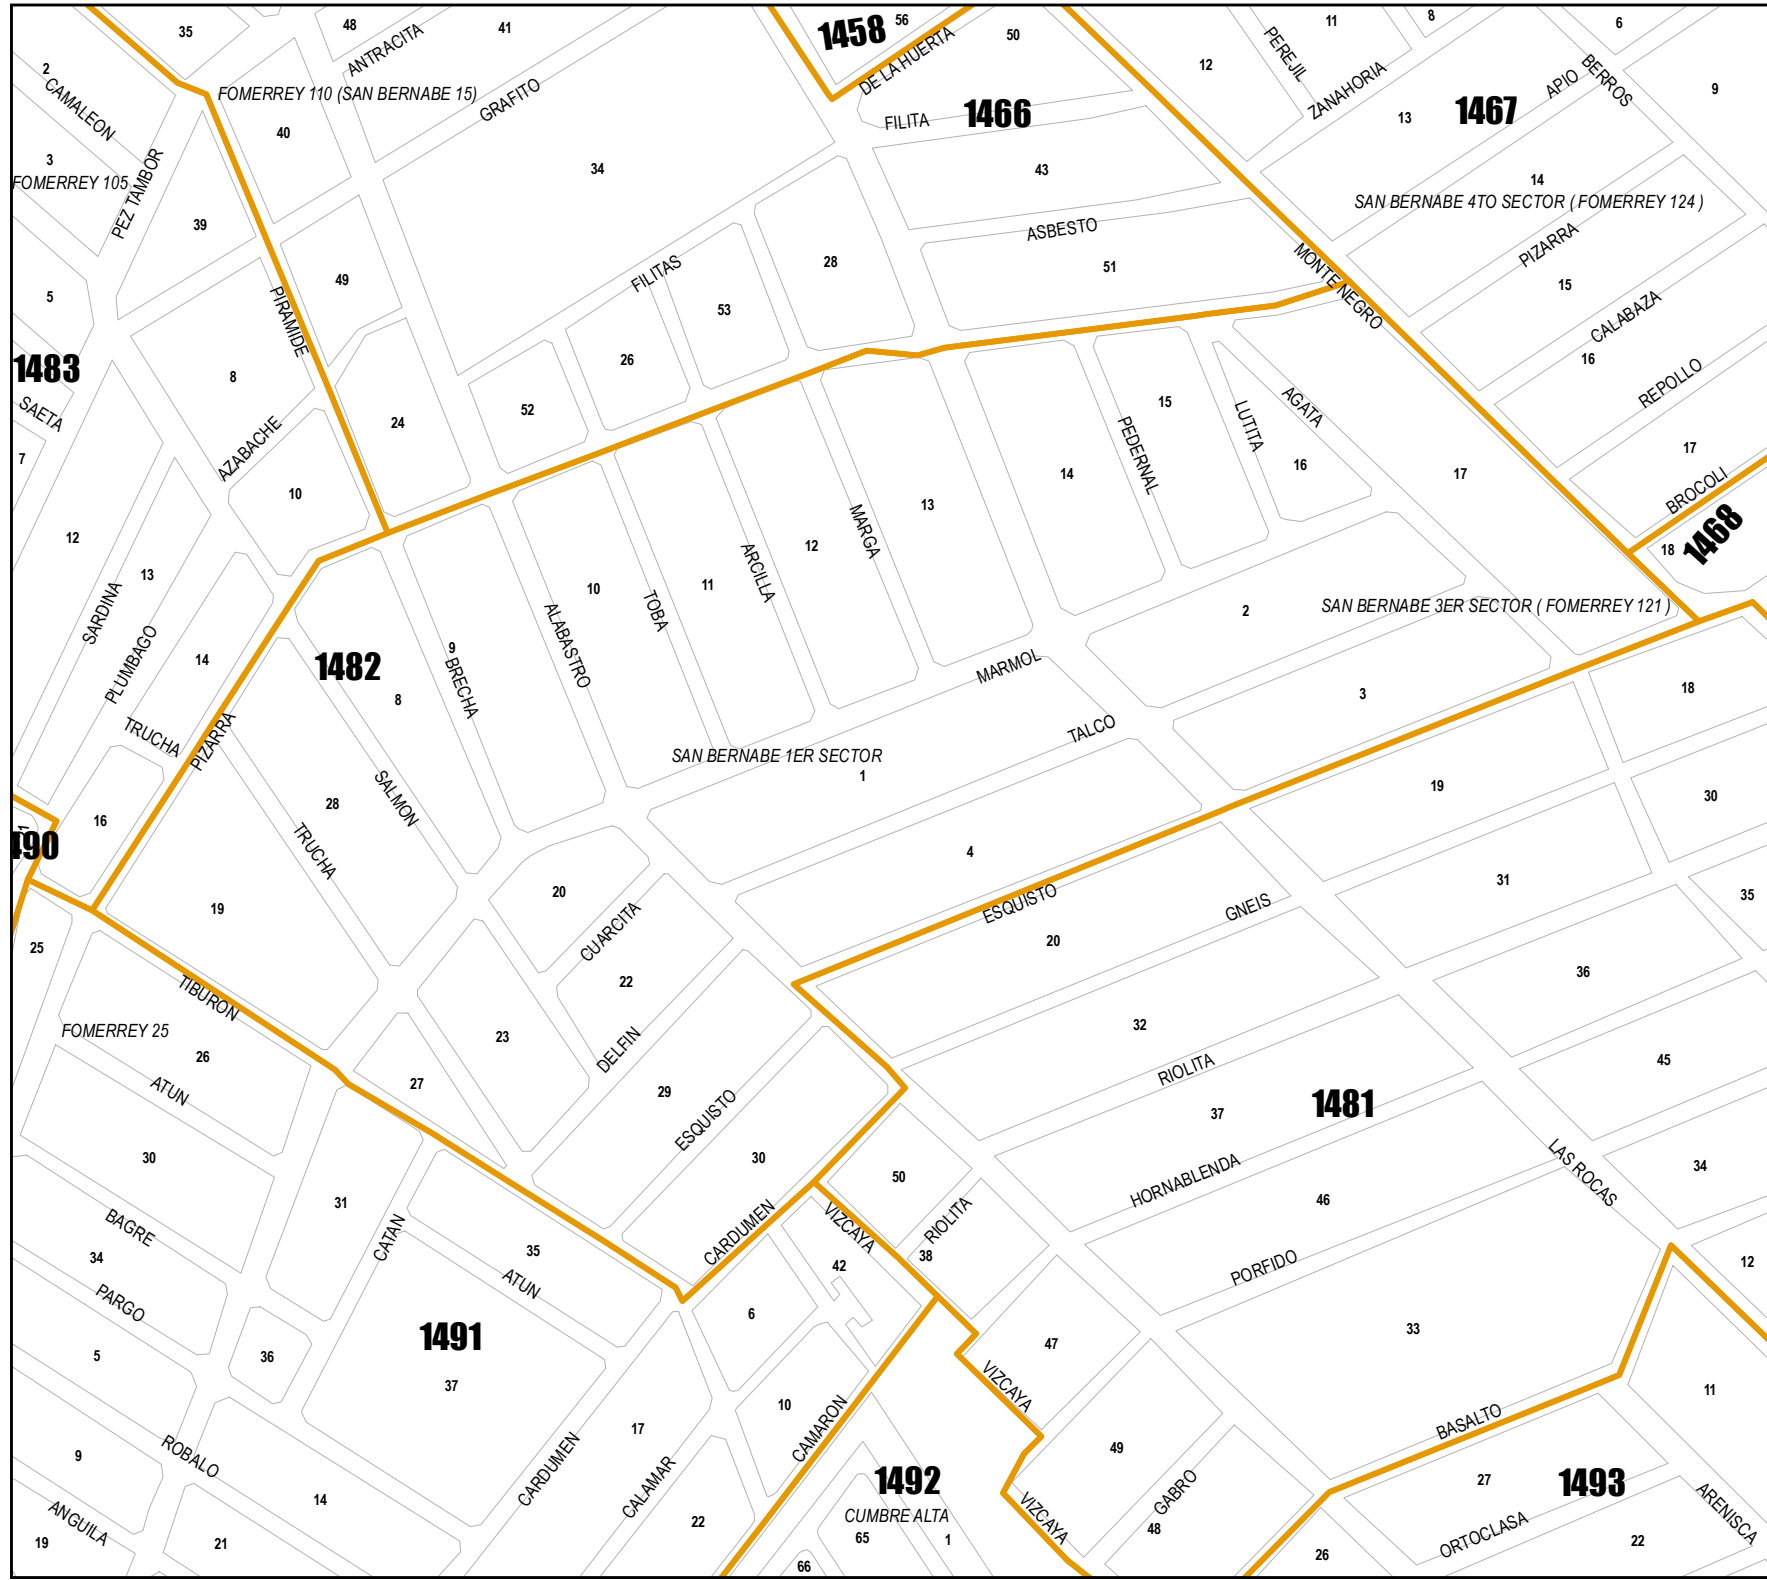 35
48
41
1458
56
50
11
8
6
2
CAMALEON
ANTRACITA
DE LA HUERTA
12
PEREJIL
ZANAHORIA
APIO
BERROS
9
FOMERREY 110 (SAN BERNABE 15)
GRAFITO
40
FILITA
1466
13
1467
3
FOMERREY 105
PEZ TAMBOR
34
43
14
SAN BERNABE 4TO SECTOR ( FOMERREY 124 )
39
ASBESTO
PIZARRA
49
FILITAS
28
51
MONTE NEGRO
15
5
PIRAMIDE
53
CALABAZA
1483
8
26
16
REPOLLO
SAETA
24
52
15
AGATA
LUTITA
7
AZABACHE
10
14
PEDERNAL
16
17
17
BROCOLI
12
13
13
MARGA
12
ARCILLA
18
1468
SARDINA
PLUMBAGO
10
11
TOBA
ALABASTRO
2
SAN BERNABE 3ER SECTOR ( FOMERREY 121 )
14
1482
9
BRECHA
8
MARMOL
3
18
TRUCHA
PIZARRA
SAN BERNABE 1ER SECTOR
1
TALCO
16
28
SALMON
TRUCHA
19
30
490
4
31
19
20
CUARCITA
ESQUISTO
GNEIS
35
25
20
22
36
TIBURON
FOMERREY 25
26
23
DELFIN
32
45
ATUN
27
29
ESQUISTO
RIOLITA
37
1481
30
30
50
HORNABLENDA
46
LAS ROCAS
34
31
BAGRE
CATAN
CARDUMEN
VIZCAYA
RIOLITA
38
34
35
42
PORFIDO
12
PARGO
ATUN
6
5
36
1491
37
47
33
VIZCAYA
11
10
17
CAMARON
BASALTO
9
ROBALO
CARDUMEN
CALAMAR
49
14
1492
CUMBRE ALTA
GABRO
27
1493
ARENISCA
ANGUILA
19
21
22
65
1
VIZCAYA
48
ORTOCLASA
22
26
66